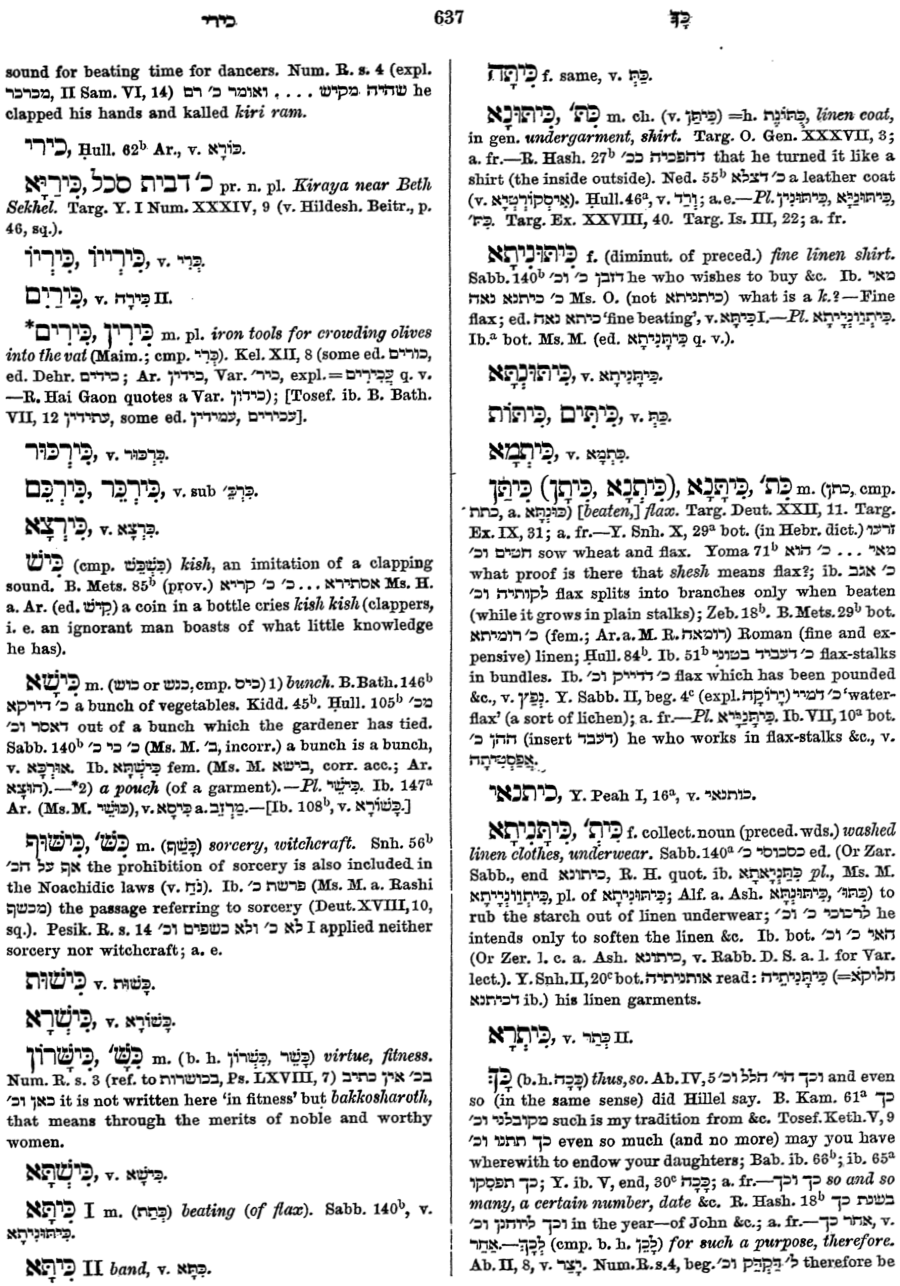 כירי
637
כָּךְ
sound for beating time for dancers. Num. R. s. 4 (expl.
מכרכר, II Sam. VI, 14) שהיה מקיש . . . . ואומר כ׳ רם he
clapped his hands and kalled kiri ram.
כירי, Ḥull. 62ᵇ Ar., v. כּוֹרָא.
כִּירַיָּא כ׳ דבית סכל pr. n. pl. Kiraya near Beth
Sekhel. Targ. Y. I Num. XXXIV, 9 (v. Hildesh. Beitr., p.
46, sq.).
כִּירְיוֹ, כִּירְיוֹי, v. כְּרִי.
כִּירַיִם, v. כִּירָה II.
*כִּירִין, כִּירִים m. pl. iron tools for crowding olives
into the vat (Maim.; cmp. כְּרִי). Kel. XII, 8 (some ed. כורים,
ed. Dehr. כידים; Ar. כידין, Var. כיר׳, expl. = עֲכִירִים q. v.
—R. Hai Gaon quotes a Var. כידון); [Tosef. ib. B. Bath.
VII, 12 עתידין, some ed. עמידין, עכירים].
כִּירְכּוּר, v. כִּרְכּוּר.
כִּירְכֵּר, כִּירְכֵּם, v. sub כִּרְכּ׳.
כִּירְצָא, v. כִּרְצָא.
כִּישׁ (cmp. כִּשְׁכֵּשׁ) kish, an imitation of a clapping
sound. B. Mets. 85ᵇ (prov.) אסתירא . . . כ׳ כ׳ קריא Ms. H.
a. Ar. (ed. קִישׁ) a coin in a bottle cries kish kish (clappers,
i. e. an ignorant man boasts of what little knowledge
he has).
כִּישָׁא m. (כוש or כנש, cmp. כִּיס) 1) bunch. B. Bath. 146ᵇ
כ׳ דירקא a bunch of vegetables. Kidd. 45ᵇ. Ḥull. 105ᵇ מכ׳
דאסר וכ׳ out of a bunch which the gardener has tied.
Sabb. 140ᵇ כ׳ כי כ׳ (Ms. M. ב׳, incorr.) a bunch is a bunch,
v. אוּרְכָּא. Ib. כִּישְׁתָּא fem. (Ms. M. בישא, corr. acc.; Ar.
הוּצָא).—*2) a pouch (of a garment).—Pl. כִּישֵׁי. Ib. 147ᵃ
Ar. (Ms. M. כּוּשֵׁי), v. כִּיסָא a. מַרְזֵב.—[Ib. 108ᵇ, v. כָּשׁוֹרָא.]
כִּישּׁוּף, כִּשּׁ׳ m. (כָּשַׁף) sorcery, witchcraft. Snh. 56ᵇ
אף על הכ׳ the prohibition of sorcery is also included in
the Noachidic laws (v. נֹחַ). Ib. פרשת כ׳ (Ms. M. a. Rashi
מכשף) the passage referring to sorcery (Deut. XVIII, 10,
sq.). Pesik. R. s. 14 לא כ׳ ולא כשפים וכ׳ I applied neither
sorcery nor witchcraft; a. e.
כִּישׁוּת v. כָּשׁוּת.
כִּישְׁרָא, v. כָּשׁוֹרָא.
כִּישְׁרוֹן, כִּשּׁ׳ m. (b. h. כִּשְׁרוֹן, כָּשֵׁר) virtue, fitness.
Num. R. s. 3 (ref. to בכושרות, Ps. LXVIII, 7) בכ׳ אין כתיב
כאן וכ׳ it is not written here ‘in fitness’ but bakkosharoth,
that means through the merits of noble and worthy
women.
כִּישְׁתָּא, v. כִּישָׁא.
כִּיתָּא I m. (כְּתַת) beating (of flax). Sabb. 140ᵇ, v.
כִּיתּוּנִיתָא.
כִּיתָּא II band, v. כִּתָּא.
כִּיתָּה f. same, v. כַּת.
כִּיתּוּנָא, כִּתּ׳ m. ch. (v. כִּיתָּן) =h. כְּתוֹנֶת, linen coat,
in gen. undergarment, shirt. Targ. O. Gen. XXXVII, 3;
a. fr.—R. Hash. 27ᵇ דהפכיה ככ׳ that he turned it like a
shirt (the inside outside). Ned. 55ᵇ כ׳ דצלא a leather coat
(v. אִיסְקוֹרְטְיָא). Ḥull. 46ᵃ, v. וֶרֶד; a. e.—Pl. כִּיתּוּנַיָּא, כִּיתּוּנִין,
כִּתּ׳. Targ. Ex. XXVIII, 40. Targ. Is. III, 22; a. fr.
כִּיתּוּנִיתָא f. (diminut. of preced.) fine linen shirt.
Sabb. 140ᵇ דזבן כ׳ וכ׳ he who wishes to buy &c. Ib. מאי
כ׳ כיתנא נאה Ms. O. (not כיתניתא) what is a k.?—Fine
flax; ed. כיתא נאה ‘fine beating’, v. כִּיתָּא I.—Pl. כִּיתְּוַנְיָיתָא.
Ib.ᵃ bot. Ms. M. (ed. כִּיתָּנִיתָא q. v.).
כִּיתּוּנְתָּא, v. כִּיתָּנִיתָא.
כִּיתִּים, כִּיתּוֹת, v. כַּת.
כִּיתְמָא, v. כִּתְמָא.
כִּיתָּן (כִּיתָן, כִּיתְנָא), כִּיתָּנָא, כִּתּ׳ m. (כתן, cmp.
כתת, a. כּוּתְנָא) [beaten,] flax. Targ. Deut. XXII, 11. Targ.
Ex. IX, 31; a. fr.—Y. Snh. X, 29ᵃ bot. (in Hebr. dict.) זרעו
חטים וכ׳ sow wheat and flax. Yoma 71ᵇ מאי . . . כ׳ הוא
what proof is there that shesh means flax?; ib. כ׳ אגב
לקותיה וכ׳ flax splits into branches only when beaten
(while it grows in plain stalks); Zeb. 18ᵇ. B. Mets. 29ᵇ bot.
כ׳ רומיתא (fem.; Ar. a. M. R. רומאה) Roman (fine and ex-
pensive) linen; Ḥull. 84ᵇ. Ib. 51ᵇ כ׳ דעביד בטוני flax-stalks
in bundles. Ib. כ׳ דדייק וכ׳ flax which has been pounded
&c., v. נְפַץ. Y. Sabb. II, beg. 4ᶜ (expl. יְרוֹקָה) כ׳ דמיי ‘water-
flax’ (a sort of lichen); a. fr.—Pl. כִּיתָּנַיָּיא. Ib. VII, 10ᵃ bot.
ההן כ׳ (insert דעבד) he who works in flax-stalks &c., v.
אֲפַסְטִיתָה.
כיתנאי, Y. Peah I, 16ᵃ, v. כותנאי.
כִּיתָּנִיתָא, כִּית׳ f. collect. noun (preced. wds.) washed
linen clothes, underwear. Sabb. 140ᵃ כסכוסי כ׳ ed. (Or Zar.
Sabb., end כיתונא, R. H. quot. ib. כִּתַּנְיָאתָא pl., Ms. M.
כִּיתְּוַנְיָיתָא, pl. of כִּיתּוּנִיתָא; Alf. a. Ash. כִּיתּוּנְתָּא, כִּתּוּ׳) to
rub the starch out of linen underwear; לרכוכי כ׳ וכ׳ he
intends only to soften the linen &c. Ib. bot. האי כ׳ וכ׳
(Or Zer. l. c. a. Ash. כיתונא, v. Rabb. D. S. a. l. for Var.
lect.). Y. Snh. II, 20ᶜ bot. אותניתיה read: כִּיתָּנִיתֵיהּ (=חלוקא
דכיתנא ib.) his linen garments.
כִּיתְרָא, v. כְּתַר II.
כָּךְ (b. h. כָּכָה) thus, so. Ab. IV, 5 וכך הי׳ הלל וכ׳ and even
so (in the same sense) did Hillel say. B. Kam. 61ᵃ כך
מקובלני וכ׳ such is my tradition from &c. Tosef. Keth. V, 9
כך תתנו וכ׳ even so much (and no more) may you have
wherewith to endow your daughters; Bab. ib. 66ᵇ; ib. 65ᵃ
כך תפסקו; Y. ib. V, end, 30ᶜ כָּכָה; a. fr.—כך וכך so and so
many, a certain number, date &c. R. Hash. 18ᵇ בשנת כך
וכך ליוחנן וכ׳ in the year—of John &c.; a. fr.—אחר כך, v.
אַחַר.—לְכָךְ (cmp. b. h. לָכֵן) for such a purpose, therefore.
Ab. II, 8, v. יָצַר. Num. R. s. 4, beg. ל׳ דִּקְדֵּק וכ׳ therefore be